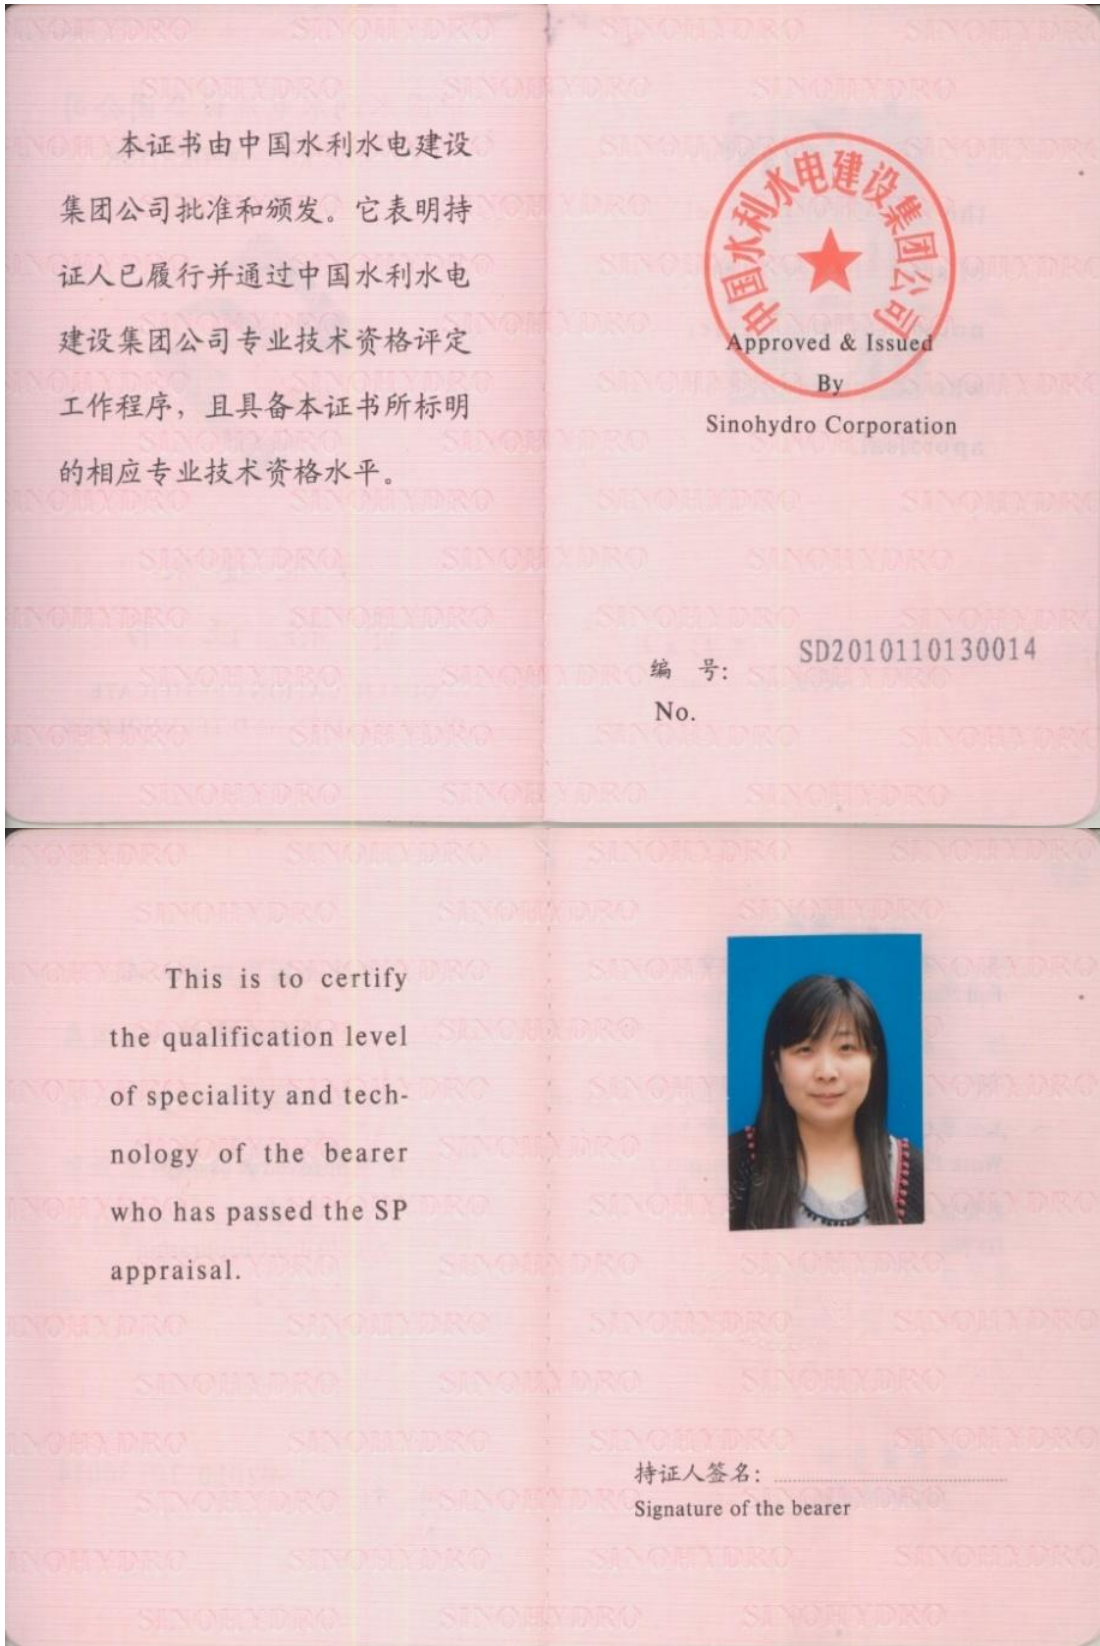 本证书由中国水利水电建设
集团公司批准和颁发。它表明持
证人已履行并通过中国水利水电
建设集团公司专业技术资格评定
工作程序，且具备本证书所标明
的相应专业技术资格水平。
中国水利水电建设集团公司
Approved & Issued
By
Sinohydro Corporation
编 号: SD2010110130014
No.
This is to certify
the qualification level
of speciality and tech-
nology of the bearer
who has passed the SP
appraisal.
持证人签名:
Signature of the bearer
SINOHYDRO